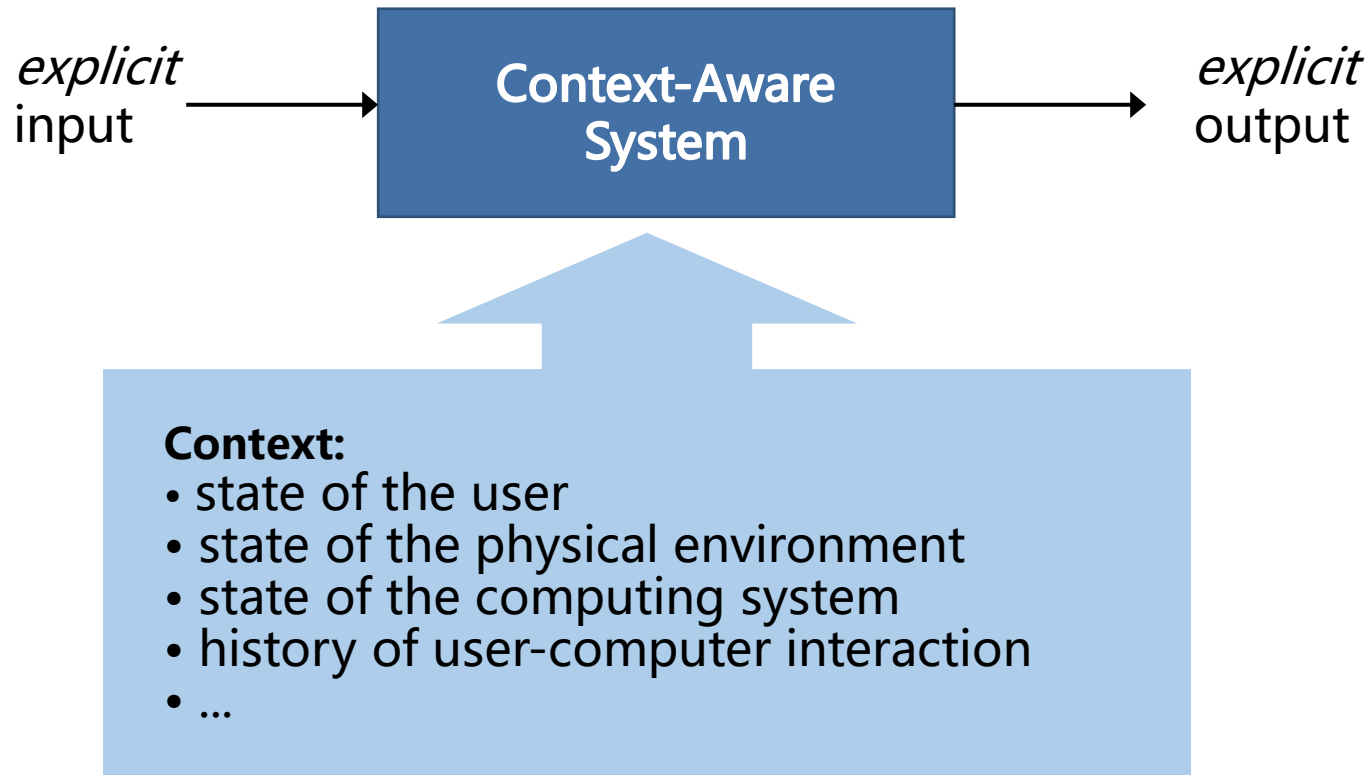 explicit
input
Context-Aware
System
explicit
output
Context:
• state of the user
• state of the physical environment
• state of the computing system
• history of user-computer interaction
• ...